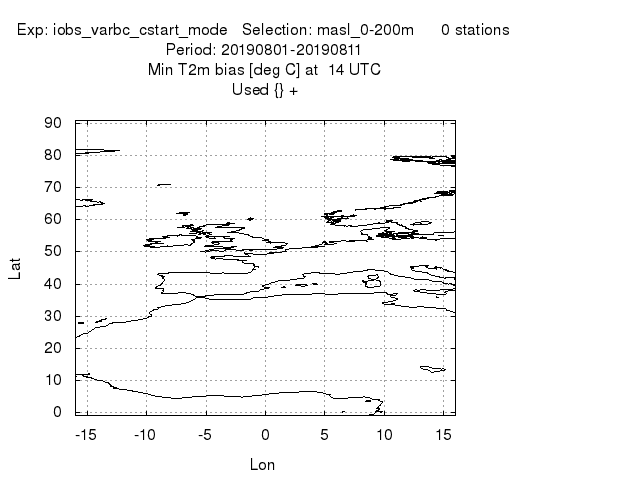 Exp: iobs_varbc_cstart_mode   Selection: masl_0-200m      0 stations
Period: 20190801-20190811
Min T2m bias [deg C] at  14 UTC
Used {} +
90
80
70
60
50
40
30
20
10
0
Lat
-15 -10 -5 0 5 10 15
Lon